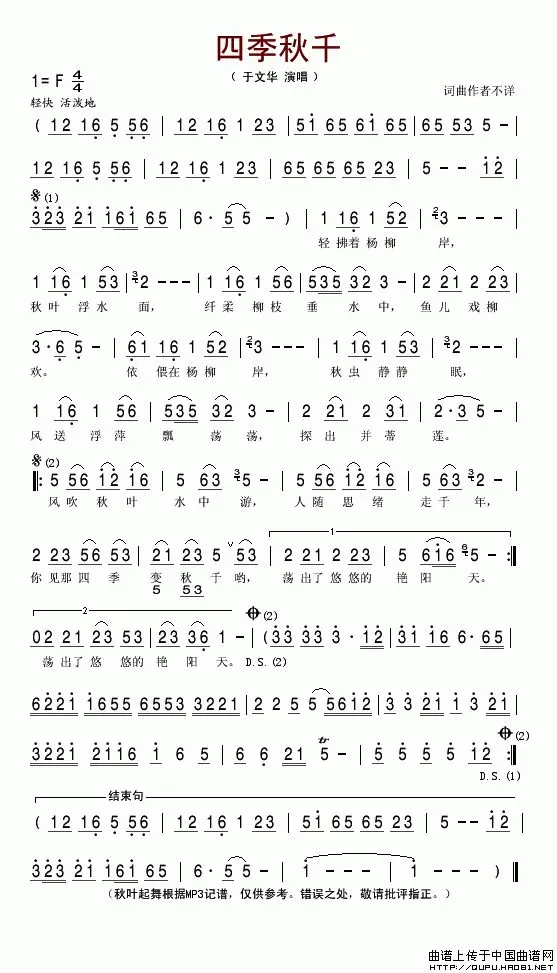 四季秋千
（ 于文华 演唱 ）
1= F 4/4
轻快 活泼地
词曲作者不详
( 12 16 5 56 | 12 16 1 23 | 51 65 61 65 | 65 65 23 5 - |
12 16 5 56 | 12 16 1 23 | 65 65 65 23 | 5 - - 12 |
(1)
323 21 161 65 | 6· 5 5 - ) | 1 16 1 52 | 3 - - - |
轻 拂着 杨柳 岸，
1 16 1 53 | 2 - - - | 1 16 1 56 | 535 32 3 - | 2 21 2 27 |
秋 叶 浮 水 面， 纤 柔 柳 枝 垂 水 中， 鱼 儿 戏 柳
3· 6 5 - | 61 16 1 52 | 3 - - - | 1 16 1 53 | 2 - - - |
欢。 依 偎在 杨柳 岸， 秋 虫 静 静 眠，
1 16 1 56 | 535 32 3 - | 2 21 2 31 | 2·3 5 - |
风 送 浮 萍 飘 荡 荡， 探 出 并 蒂 莲。
(2)
5 56 12 16 | 5 63 5 - | 5 56 12 16 | 5 63 2 - |
风 吹 秋 叶 水 中 游， 人 随 思 绪 走 千 年，
1
2 23 56 53 | 21 23 5 53 | 2 21 23 23 | 5 616 5 - :|
你 见那 四 季 变 秋 千 哟， 荡 出了 悠 悠的 艳 阳 天。
5 53
2
(2)
02 21 23 53 | 23 36 1 - | (33 33 3· 12 | 31 16 6· 65 |
荡 出了 悠 悠的 艳 阳 天。 D.S.(2)
6221 1655 6553 3221 | 2 2 5 5 5612 | 3 3 21 1 3 21 |
tr
(2)
3221 2116 1 6 5 | 6 6 21 5 - | 5 5 5 5 12 :|
D.S.(1)
结束句
( 12 16 5 56 | 12 16 1 23 | 51 65 65 23 | 5 - - 12 |
323 21 161 65 | 6 5 5 - | 1 - - - | 1 - - - ) |
（秋叶起舞根据MP3记谱，仅供参考。错误之处，敬请批评指正。）
曲谱上传于中国曲谱网
HTTP://QUPU.HAO81.NET